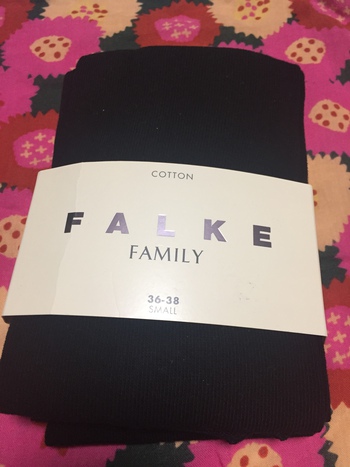 COTTON
FALKE
FAMILY
36-38
SMALL